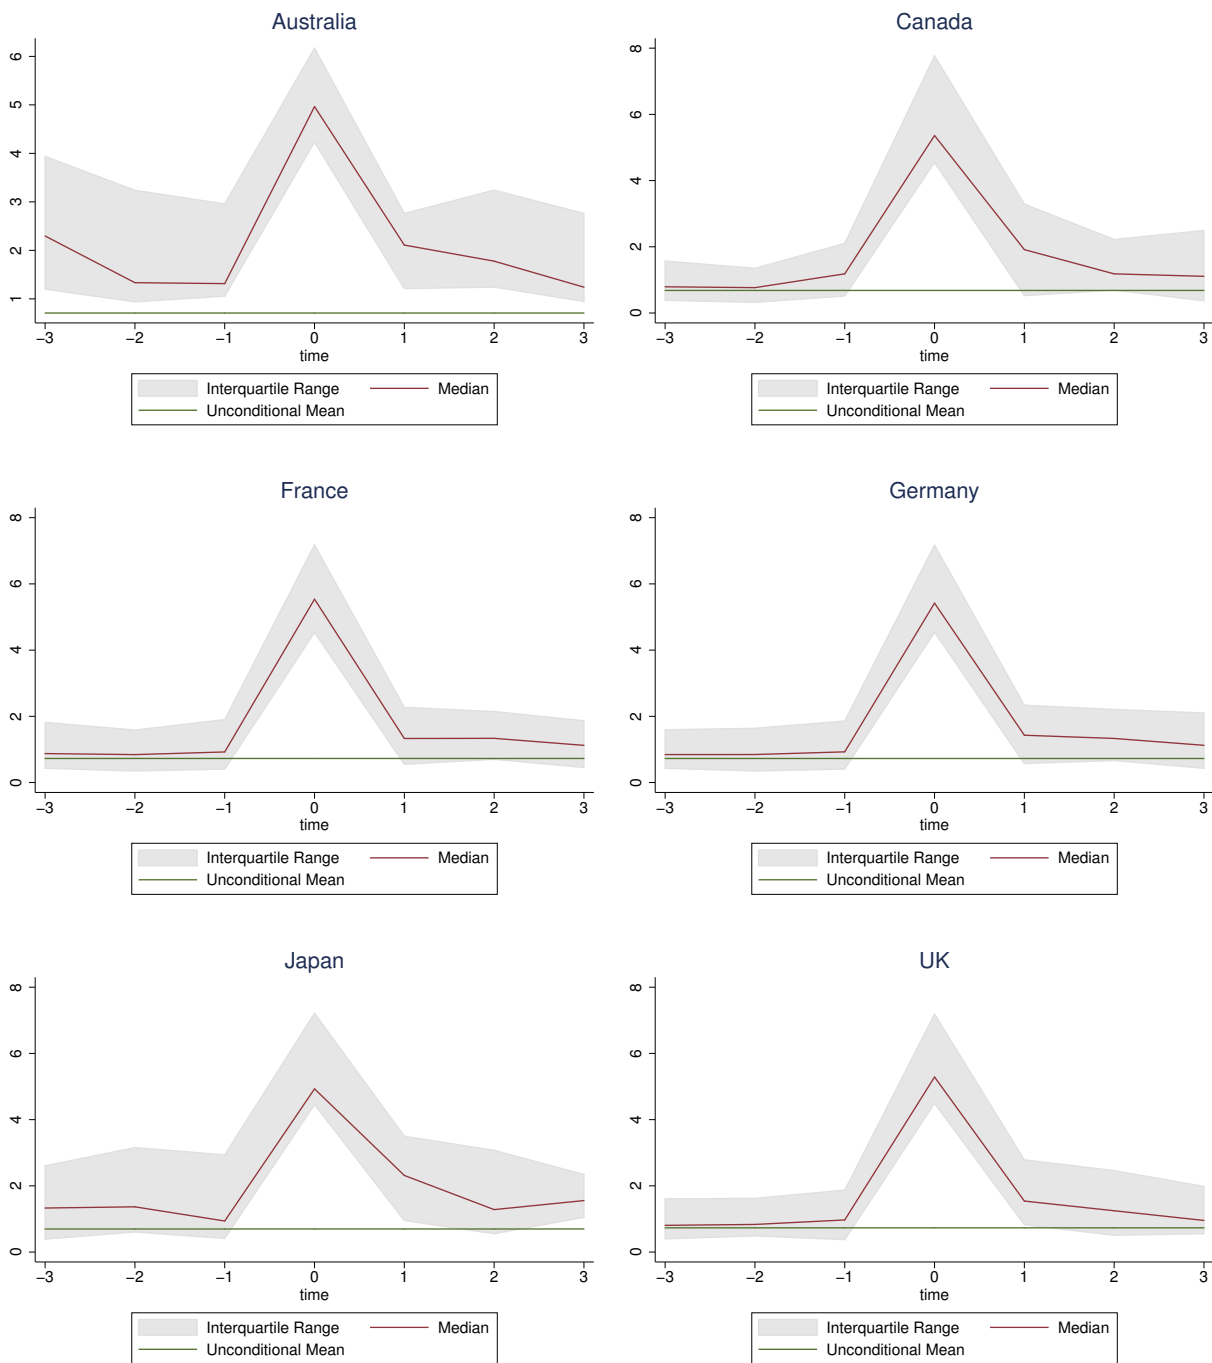 Australia
6
5
4
3
2
1
−3 −2 −1 0 1 2 3
time
Interquartile Range Median
Unconditional Mean
Canada
8
6
4
2
0
−3 −2 −1 0 1 2 3
time
Interquartile Range Median
Unconditional Mean
France
8
6
4
2
0
−3 −2 −1 0 1 2 3
time
Interquartile Range Median
Unconditional Mean
Germany
8
6
4
2
0
−3 −2 −1 0 1 2 3
time
Interquartile Range Median
Unconditional Mean
Japan
8
6
4
2
0
−3 −2 −1 0 1 2 3
time
Interquartile Range Median
Unconditional Mean
UK
8
6
4
2
0
−3 −2 −1 0 1 2 3
time
Interquartile Range Median
Unconditional Mean